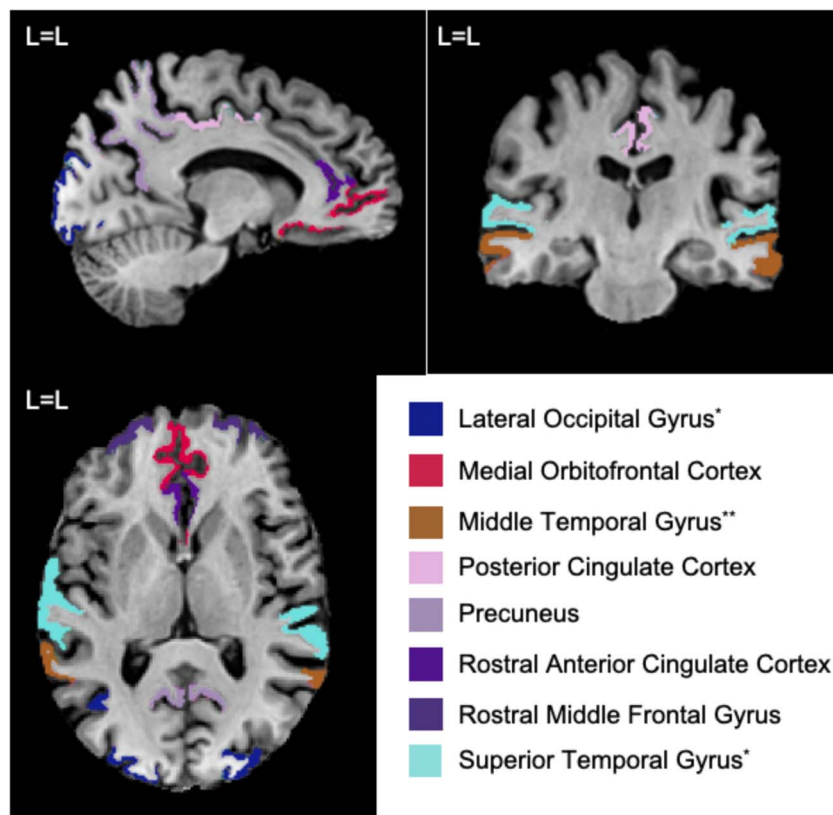 L=L
L=L
L=L
Lateral Occipital Gyrus*
Medial Orbitofrontal Cortex
Middle Temporal Gyrus**
Posterior Cingulate Cortex
Precuneus
Rostral Anterior Cingulate Cortex
Rostral Middle Frontal Gyrus
Superior Temporal Gyrus*